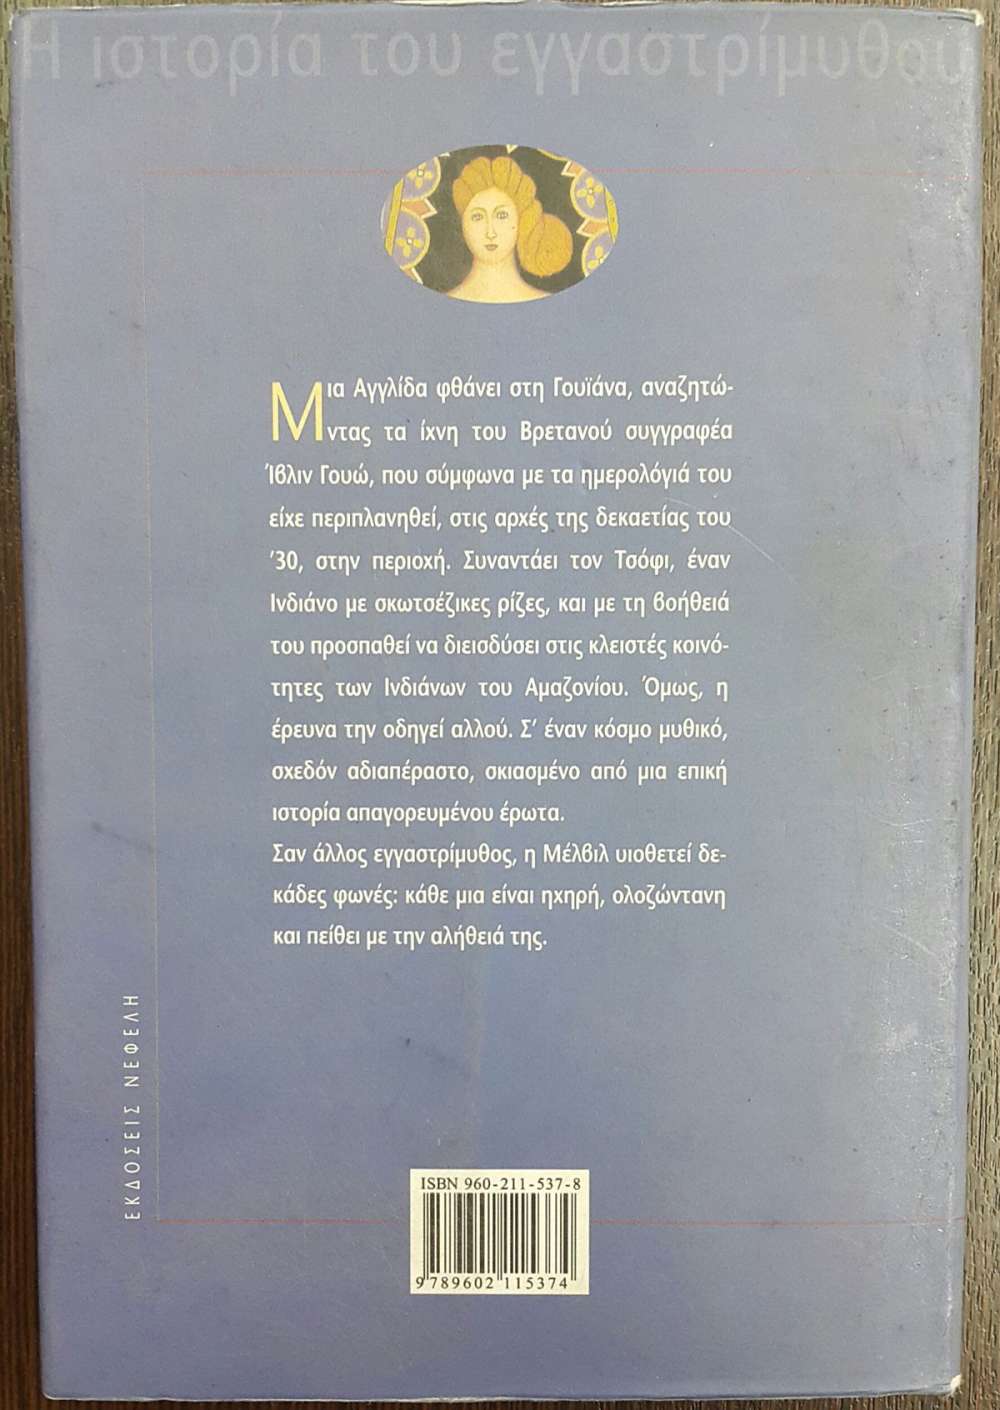 Η ιστορία του εγγαστρίμυθου
Μια Αγγλίδα φθάνει στη Γουϊάνα, αναζητώ-
ντας τα ίχνη του Βρετανού συγγραφέα
Ίβλιν Γουώ, που σύμφωνα με τα ημερολόγιά του
είχε περιπλανηθεί, στις αρχές της δεκαετίας του
'30, στην περιοχή. Συναντάει τον Τσόφι, έναν
Ινδιάνο με σκωτσέζικες ρίζες, και με τη βοήθειά
του προσπαθεί να διεισδύσει στις κλειστές κοινό-
τητες των Ινδιάνων του Αμαζονίου. Όμως, η
έρευνα την οδηγεί αλλού. Σ' έναν κόσμο μυθικό,
σχεδόν αδιαπέραστο, σκιασμένο από μια επική
ιστορία απαγορευμένου έρωτα.
Σαν άλλος εγγαστρίμυθος, η Μέλβιλ υιοθετεί δε-
κάδες φωνές: κάθε μια είναι ηχηρή, ολοζώντανη
και πείθει με την αλήθειά της.
ΕΚΔΟΣΕΙΣ ΝΕΦΕΛΗ
ISBN 960-211-537-8
9 789602 115374